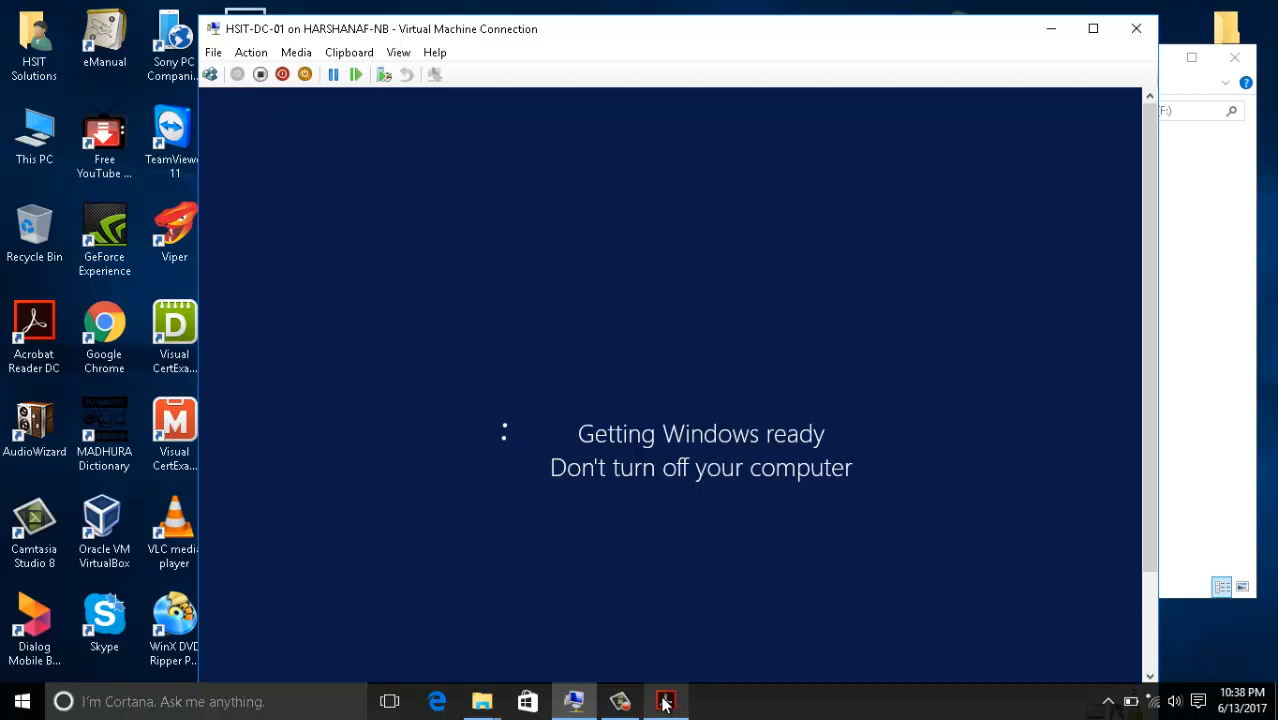 HSIT-DC-01 on HARSHANAF-NB - Virtual Machine Connection
File Action Media Clipboard View Help
F:)
Getting Windows ready
Don't turn off your computer
HSIT
Solutions
eManual
Sony PC
Compani...
This PC
Free
YouTube ...
TeamViewer
11
Recycle Bin
GeForce
Experience
Viper
Acrobat
Reader DC
Google
Chrome
Visual
CertExa...
AudioWizard
MADHURA
Dictionary
Visual
CertExa...
Camtasia
Studio 8
Oracle VM
VirtualBox
VLC media
player
Dialog
Mobile B...
Skype
WinX DVD
Ripper P...
I'm Cortana. Ask me anything.
10:38 PM
6/13/2017